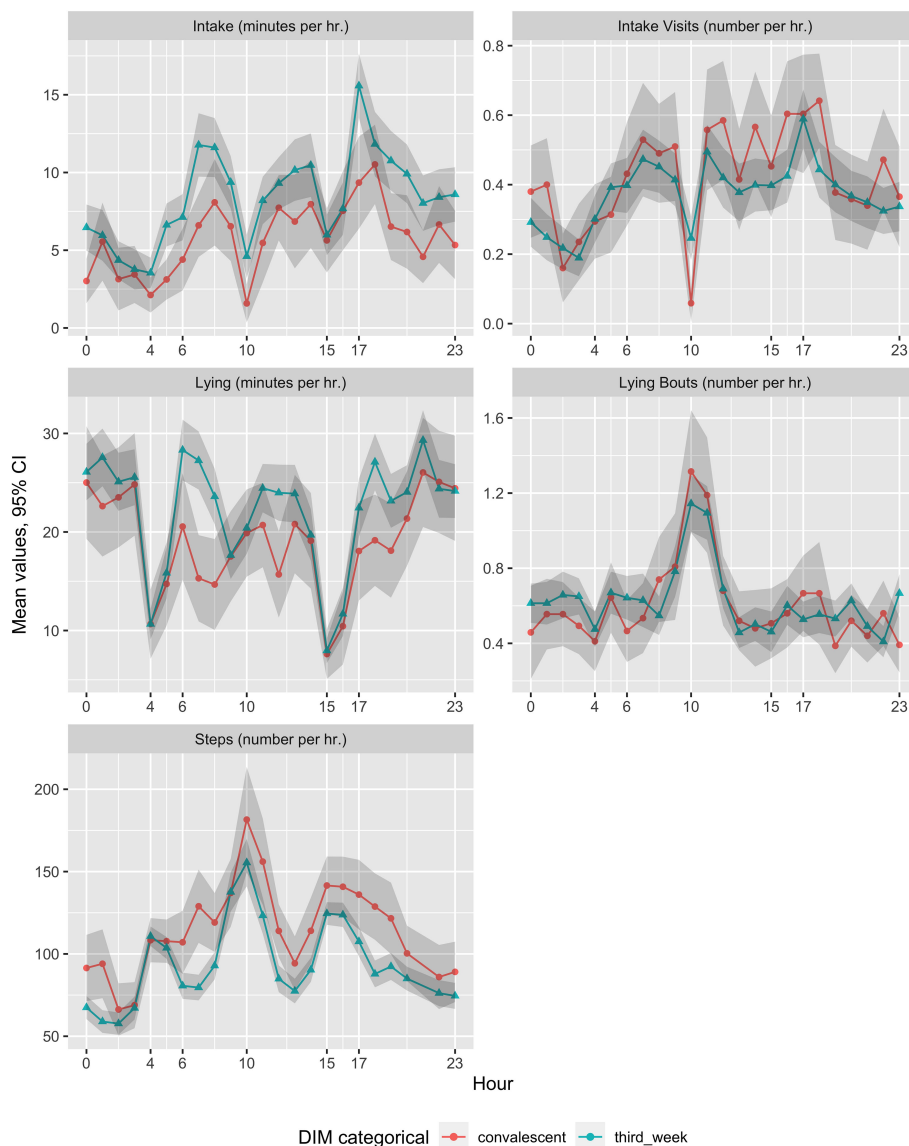 Intake (minutes per hr.)
Intake Visits (number per hr.)
15
10
5
0
0 4 6 10 15 17 23
0.8
0.6
0.4
0.2
0.0
0 4 6 10 15 17 23
Lying (minutes per hr.)
Lying Bouts (number per hr.)
30
20
10
0 4 6 10 15 17 23
1.6
1.2
0.8
0.4
0 4 6 10 15 17 23
Mean values, 95% CI
Steps (number per hr.)
200
150
100
50
0 4 6 10 15 17 23
Hour
DIM categorical convalescent third_week